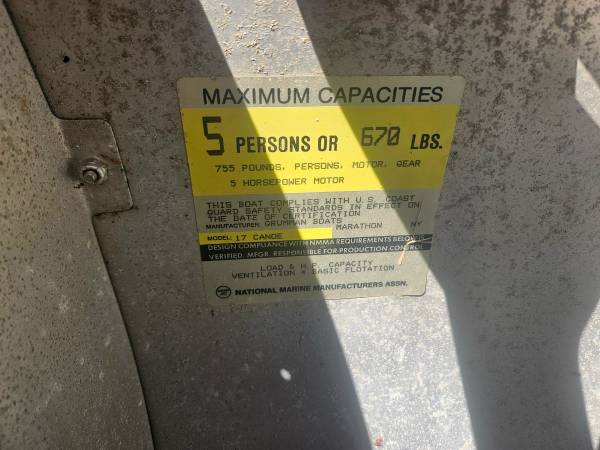 MAXIMUM CAPACITIES
5 PERSONS OR 670 LBS.
755 POUNDS, PERSONS, MOTOR, GEAR
5 HORSEPOWER MOTOR
THIS BOAT COMPLIES WITH U.S. COAST
GUARD SAFETY STANDARDS IN EFFECT ON
THE DATE OF CERTIFICATION
MANUFACTURER: GRUMMAN BOATS MARATHON NY
MODEL: 17 CANOE
DESIGN COMPLIANCE WITH NMMA REQUIREMENTS BELOW IS
VERIFIED. MFGR. RESPONSIBLE FOR PRODUCTION CONTROL.
LOAD & H.P. CAPACITY
VENTILATION * BASIC FLOTATION
NATIONAL MARINE MANUFACTURERS ASSN.